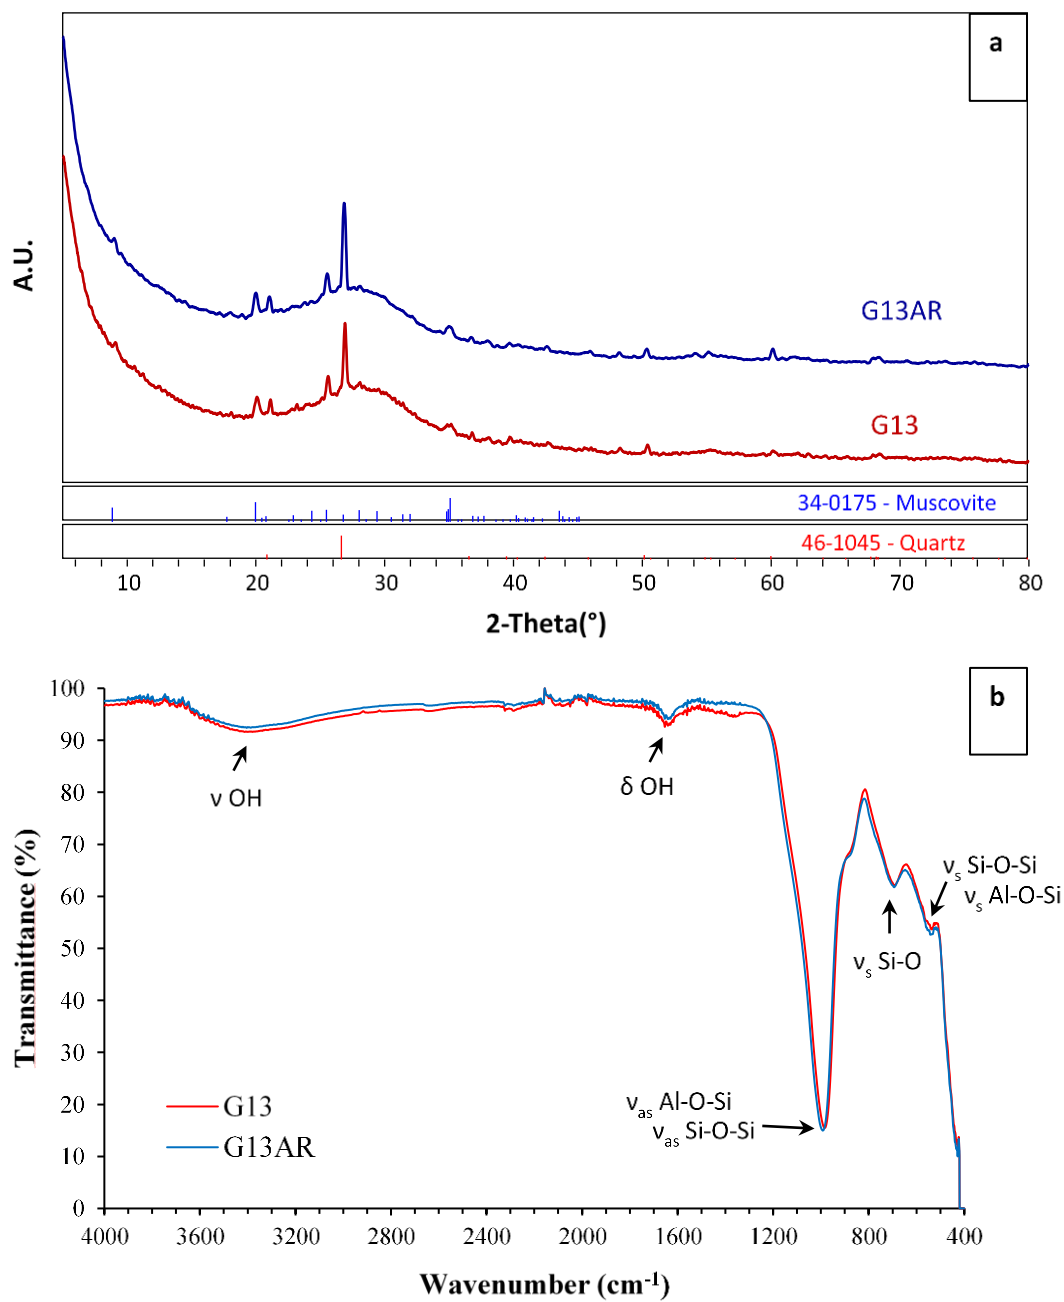 a
A.U.
G13AR
G13
34-0175 - Muscovite
46-1045 - Quartz
10 20 30 40 50 60 70 80
2-Theta(°)
b
100
90
80
70
60
50
40
30
20
10
0
Transmittance (%)
ν OH
δ OH
νs Si-O-Si
νs Al-O-Si
νs Si-O
νas Al-O-Si
νas Si-O-Si
G13
G13AR
4000 3600 3200 2800 2400 2000 1600 1200 800 400
Wavenumber (cm-1)